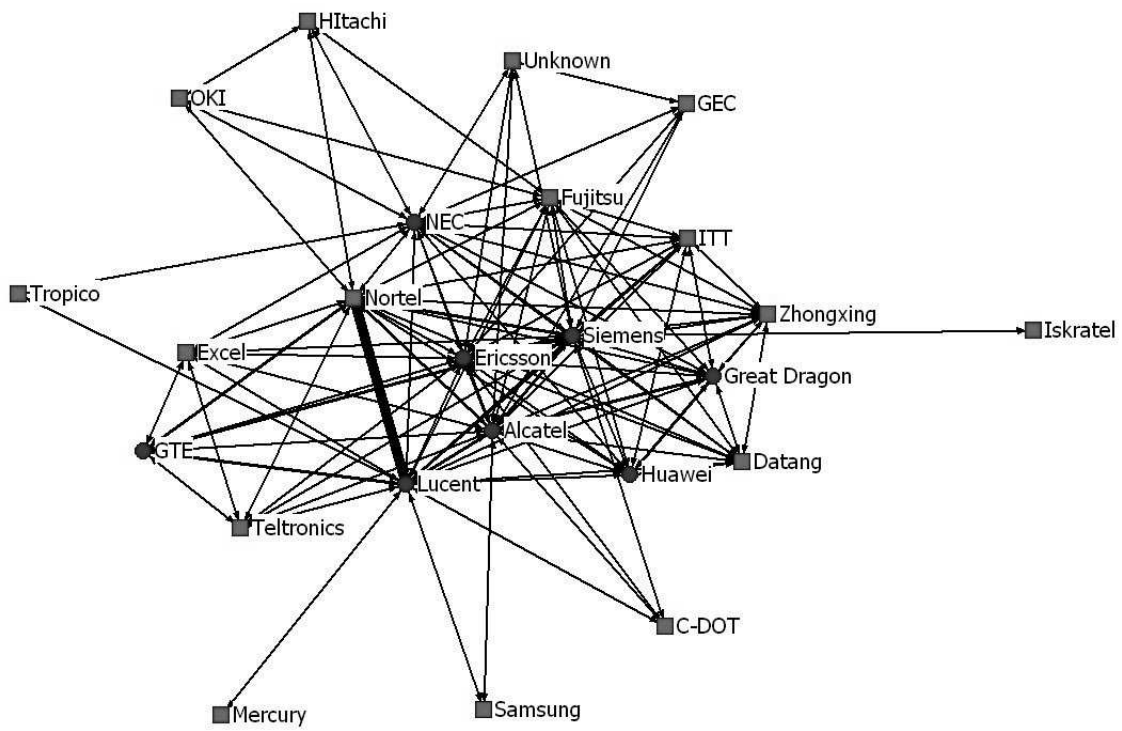 HItachi
Unknown
OKI
GEC
Fujitsu
NEC
ITT
Tropico
Nortel
Zhongxing
Iskratel
Siemens
Excel
Ericsson
Great Dragon
Alcatel
GTE
Datang
Huawei
Lucent
Teltronics
C-DOT
Samsung
Mercury